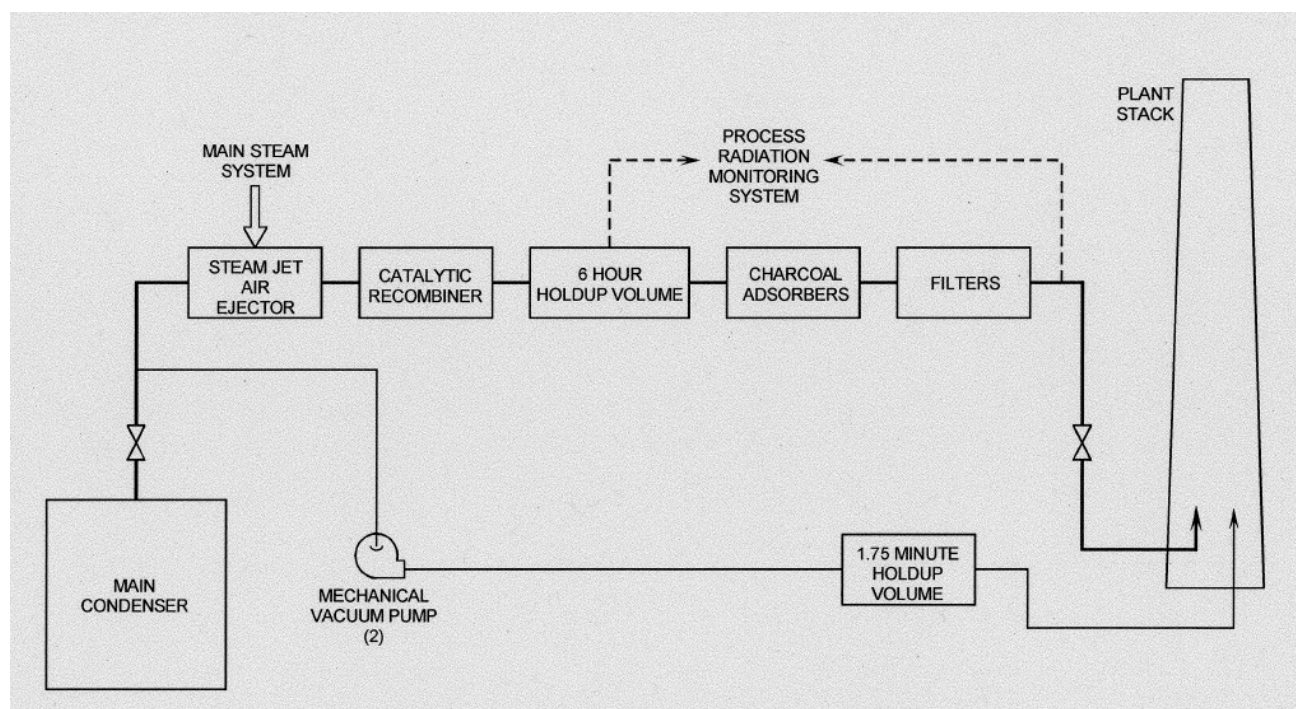 PLANT
STACK
MAIN STEAM
SYSTEM
PROCESS
RADIATION
MONITORING
SYSTEM
STEAM JET
AIR
EJECTOR
CATALYTIC
RECOMBINER
6 HOUR
HOLDUP VOLUME
CHARCOAL
ADSORBERS
FILTERS
MAIN
CONDENSER
MECHANICAL
VACUUM PUMP
(2)
1.75 MINUTE
HOLDUP
VOLUME